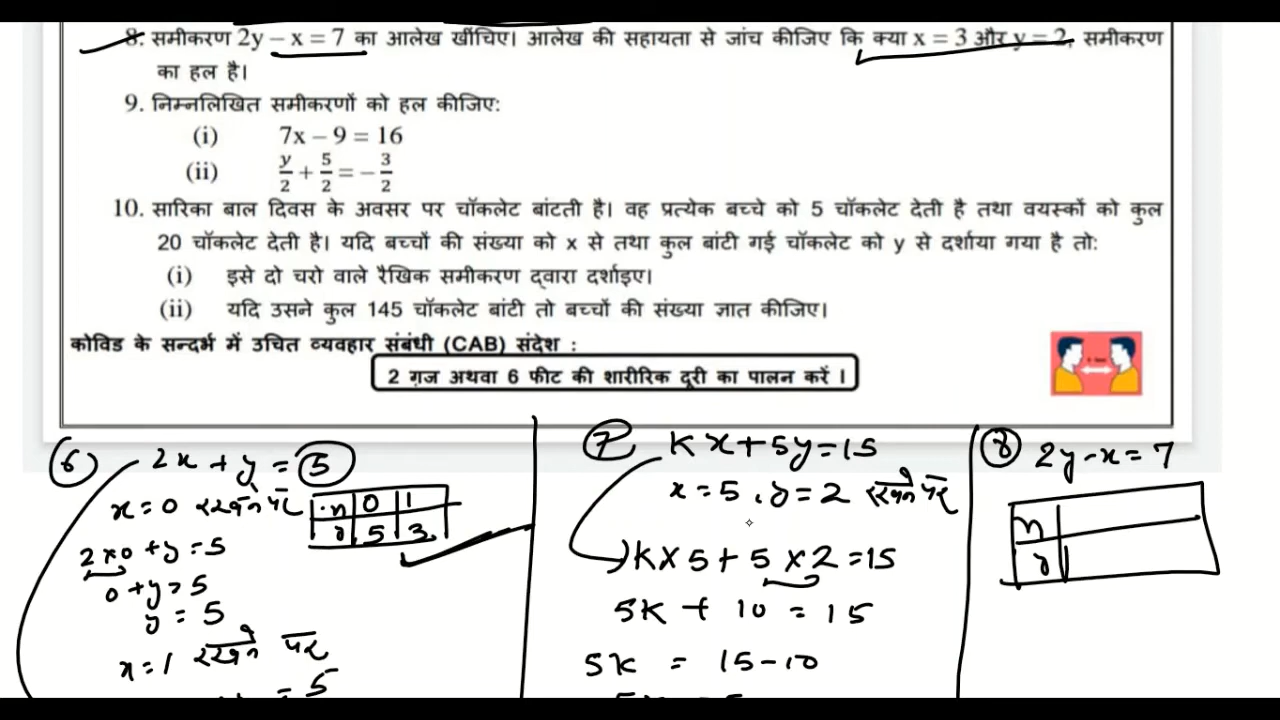 8. समीकरण 2y – x = 7 का आलेख खींचिए। आलेख की सहायता से जांच कीजिए कि क्या x = 3 और y = 2, समीकरण
का हल है।
9. निम्नलिखित समीकरणों को हल कीजिए:
(i) 7x – 9 = 16
(ii) y/2 + 5/2 = – 3/2
10. सारिका बाल दिवस के अवसर पर चॉकलेट बांटती है। वह प्रत्येक बच्चे को 5 चॉकलेट देती है तथा वयस्कों को कुल
20 चॉकलेट देती है। यदि बच्चों की संख्या को x से तथा कुल बांटी गई चॉकलेट को y से दर्शाया गया है तो:
(i) इसे दो चरो वाले रैखिक समीकरण द्वारा दर्शाइए।
(ii) यदि उसने कुल 145 चॉकलेट बांटी तो बच्चों की संख्या ज्ञात कीजिए।
कोविड के सन्दर्भ में उचित व्यवहार संबंधी (CAB) संदेश :
2 ग़ज अथवा 6 फीट की शारीरिक दूरी का पालन करें ।
6 2x + y = 5
x = 0 रखने पर
x 0 1
y 5 3
2×0 + y = 5
0 + y = 5
y = 5
x = 1 रखने पर
= 5
7 kx + 5y = 15
x = 5, y = 2 रखने पर
k×5 + 5×2 = 15
5k + 10 = 15
5k = 15 – 10
8 2y – x = 7
x
y